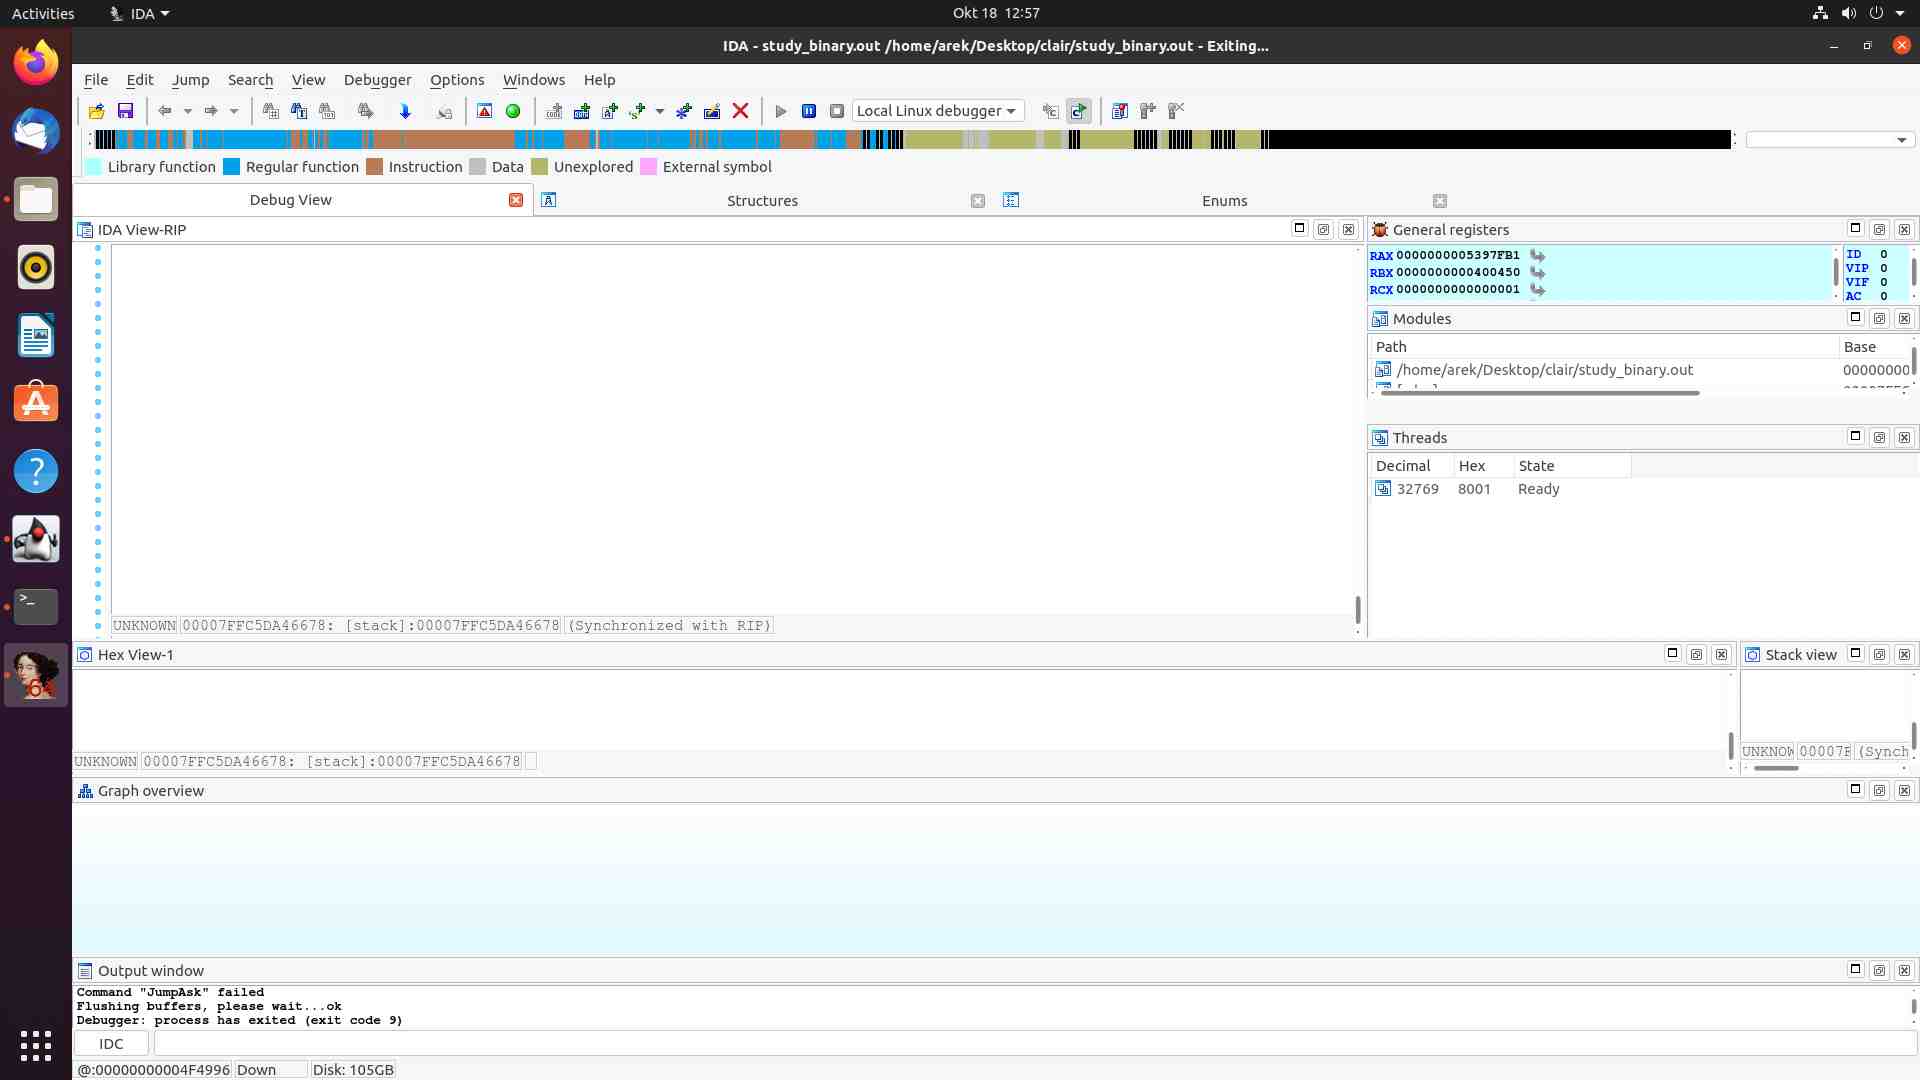 Activities IDA Okt 18 12:57
IDA - study_binary.out /home/arek/Desktop/clair/study_binary.out - Exiting...
File Edit Jump Search View Debugger Options Windows Help
Local Linux debugger
Library function Regular function Instruction Data Unexplored External symbol
Debug View Structures Enums
IDA View-RIP
UNKNOWN 00007FFC5DA46678: [stack]:00007FFC5DA46678 (Synchronized with RIP)
General registers
RAX 0000000005397FB1
RBX 0000000000400450
RCX 0000000000000001
ID 0
VIP 0
VIF 0
AC 0
Modules
Path Base
/home/arek/Desktop/clair/study_binary.out 00000000
Threads
Decimal Hex State
32769 8001 Ready
Hex View-1
UNKNOWN 00007FFC5DA46678: [stack]:00007FFC5DA46678
Stack view
UNKNOW 00007F (Synch
Graph overview
Output window
Command "JumpAsk" failed
Flushing buffers, please wait...ok
Debugger: process has exited (exit code 9)
IDC
@:00000000004F4996 Down Disk: 105GB